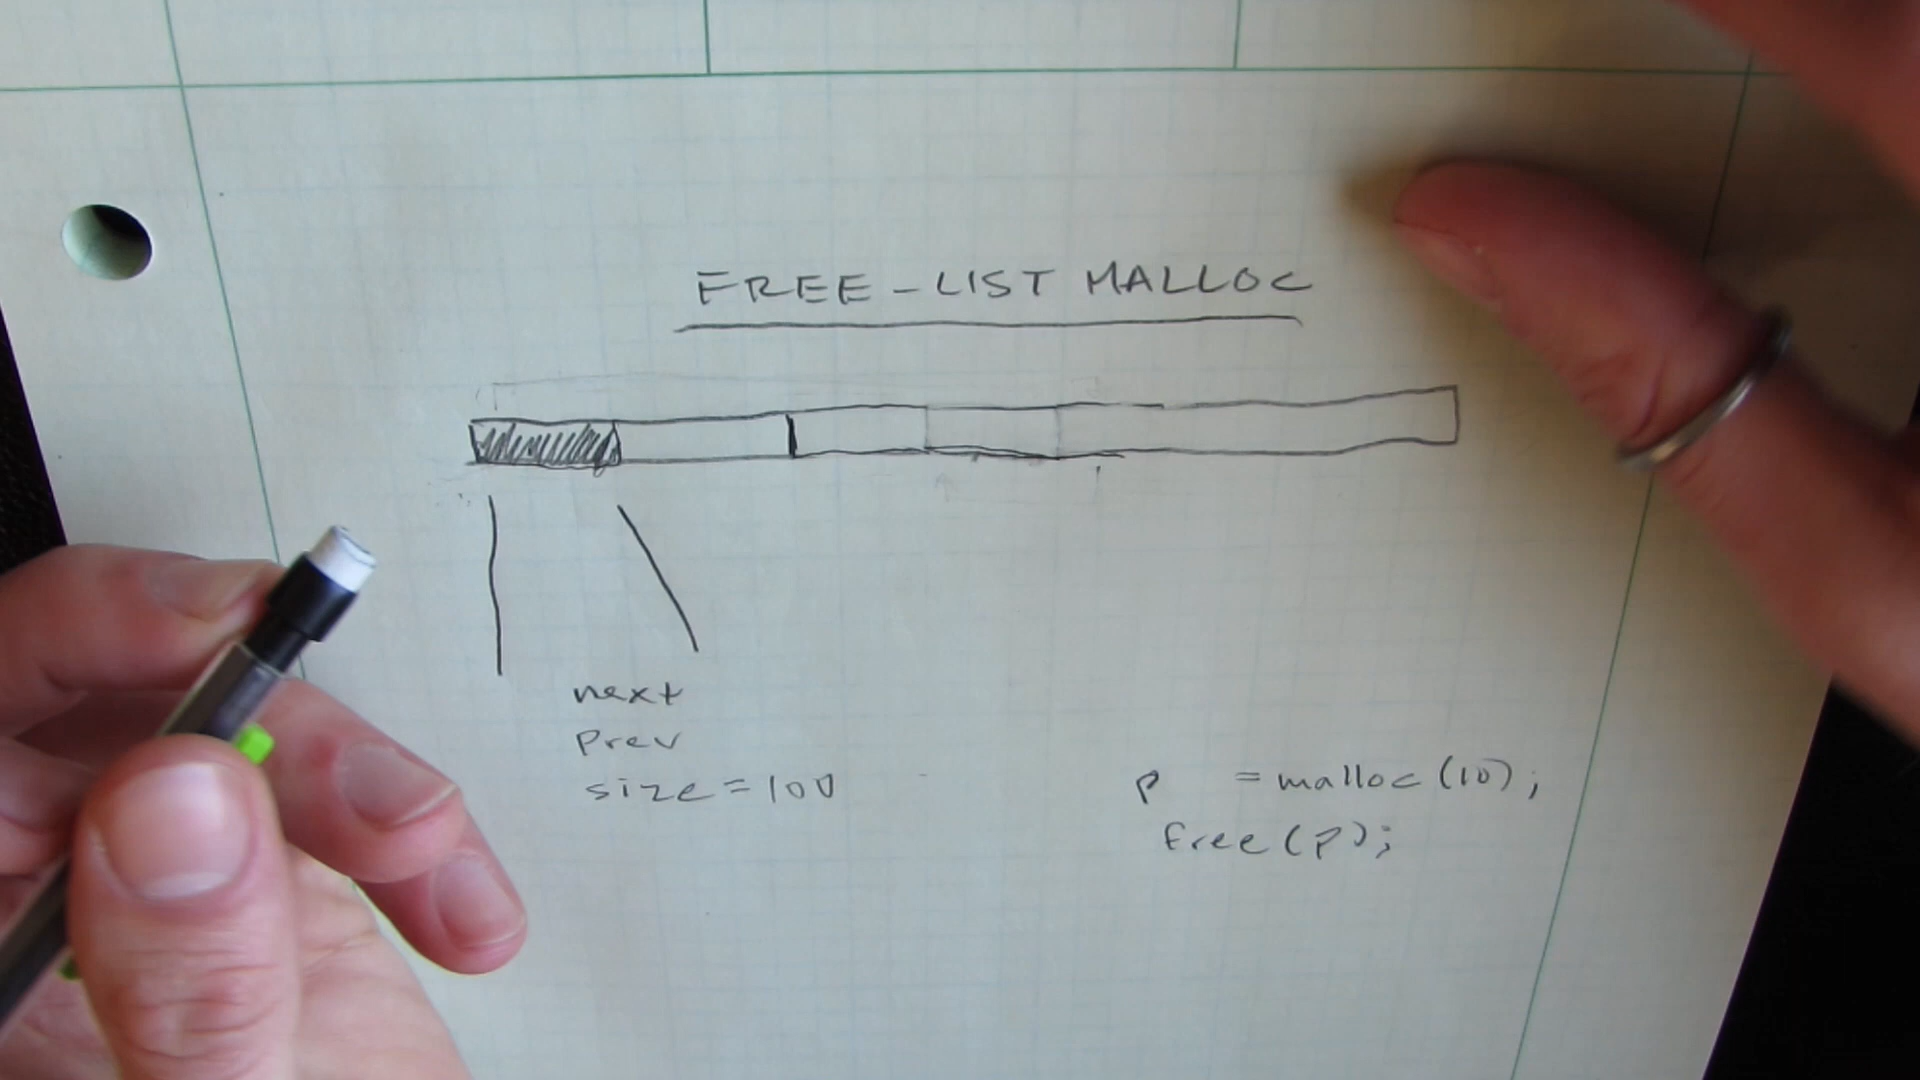 FREE-LIST MALLOC
next
prev
size=100
p = malloc(10);
free(p);